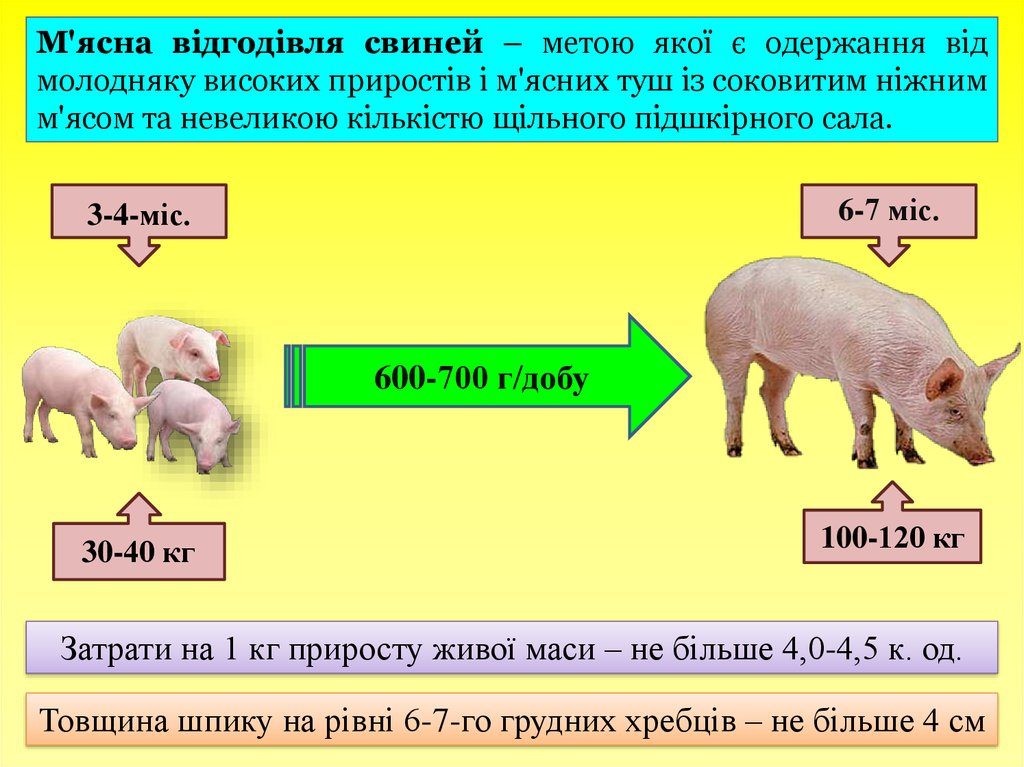 М'ясна відгодівля свиней – метою якої є одержання від
молодняку високих приростів і м'ясних туш із соковитим ніжним
м'ясом та невеликою кількістю щільного підшкірного сала.
3-4-міс.
6-7 міс.
600-700 г/добу
30-40 кг
100-120 кг
Затрати на 1 кг приросту живої маси – не більше 4,0-4,5 к. од.
Товщина шпику на рівні 6-7-го грудних хребців – не більше 4 см